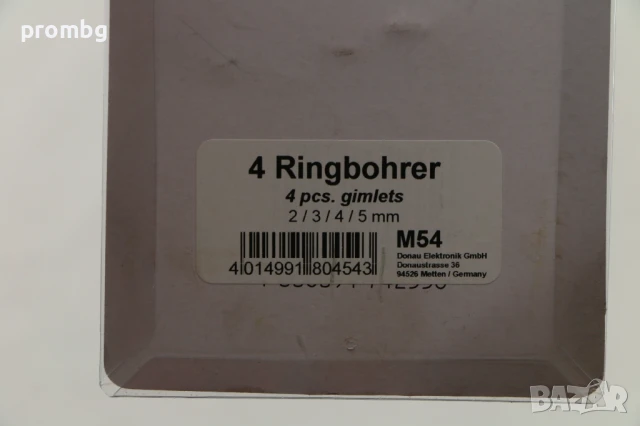 prombg
4 Ringbohrer
4 pcs. gimlets
2 / 3 / 4 / 5 mm
M54
Donau Elektronik GmbH
Donaustrasse 36
94526 Metten / Germany
4 014991 804543
BAZAR